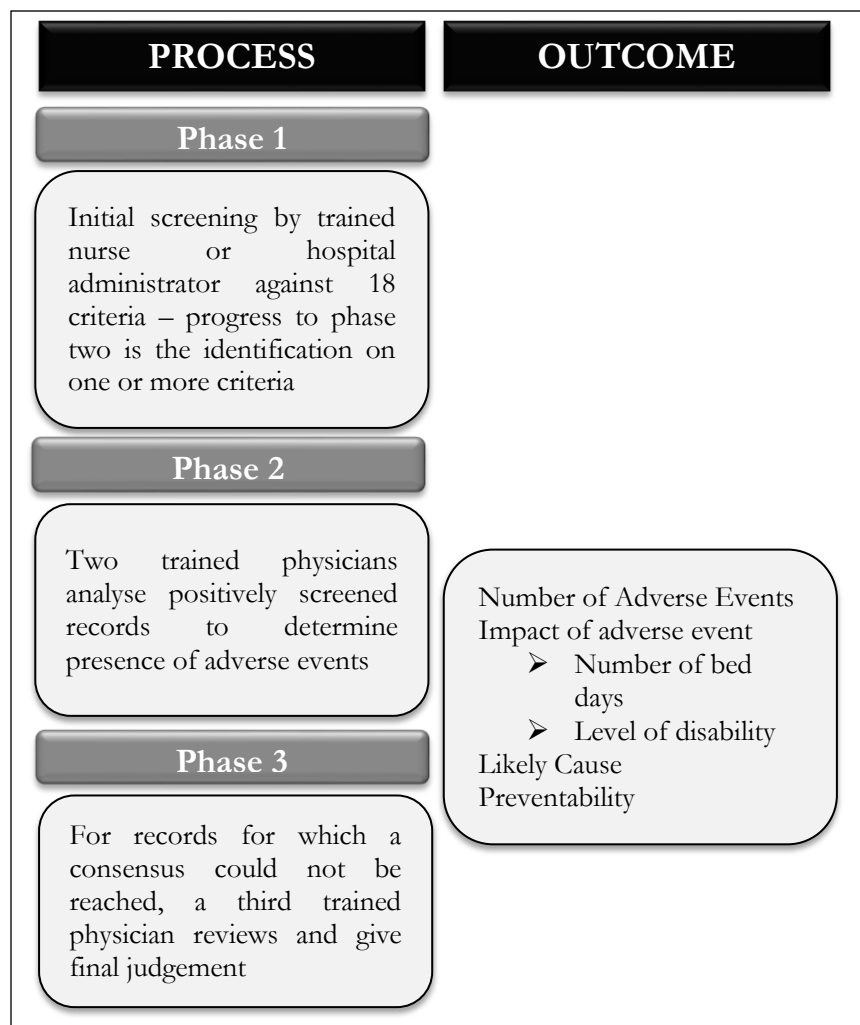 PROCESS
OUTCOME
Phase 1
Initial screening by trained
nurse or hospital
administrator against 18
criteria – progress to phase
two is the identification on
one or more criteria
Phase 2
Two trained physicians
analyse positively screened
records to determine
presence of adverse events
Number of Adverse Events
Impact of adverse event
➢ Number of bed
days
➢ Level of disability
Likely Cause
Preventability
Phase 3
For records for which a
consensus could not be
reached, a third trained
physician reviews and give
final judgement